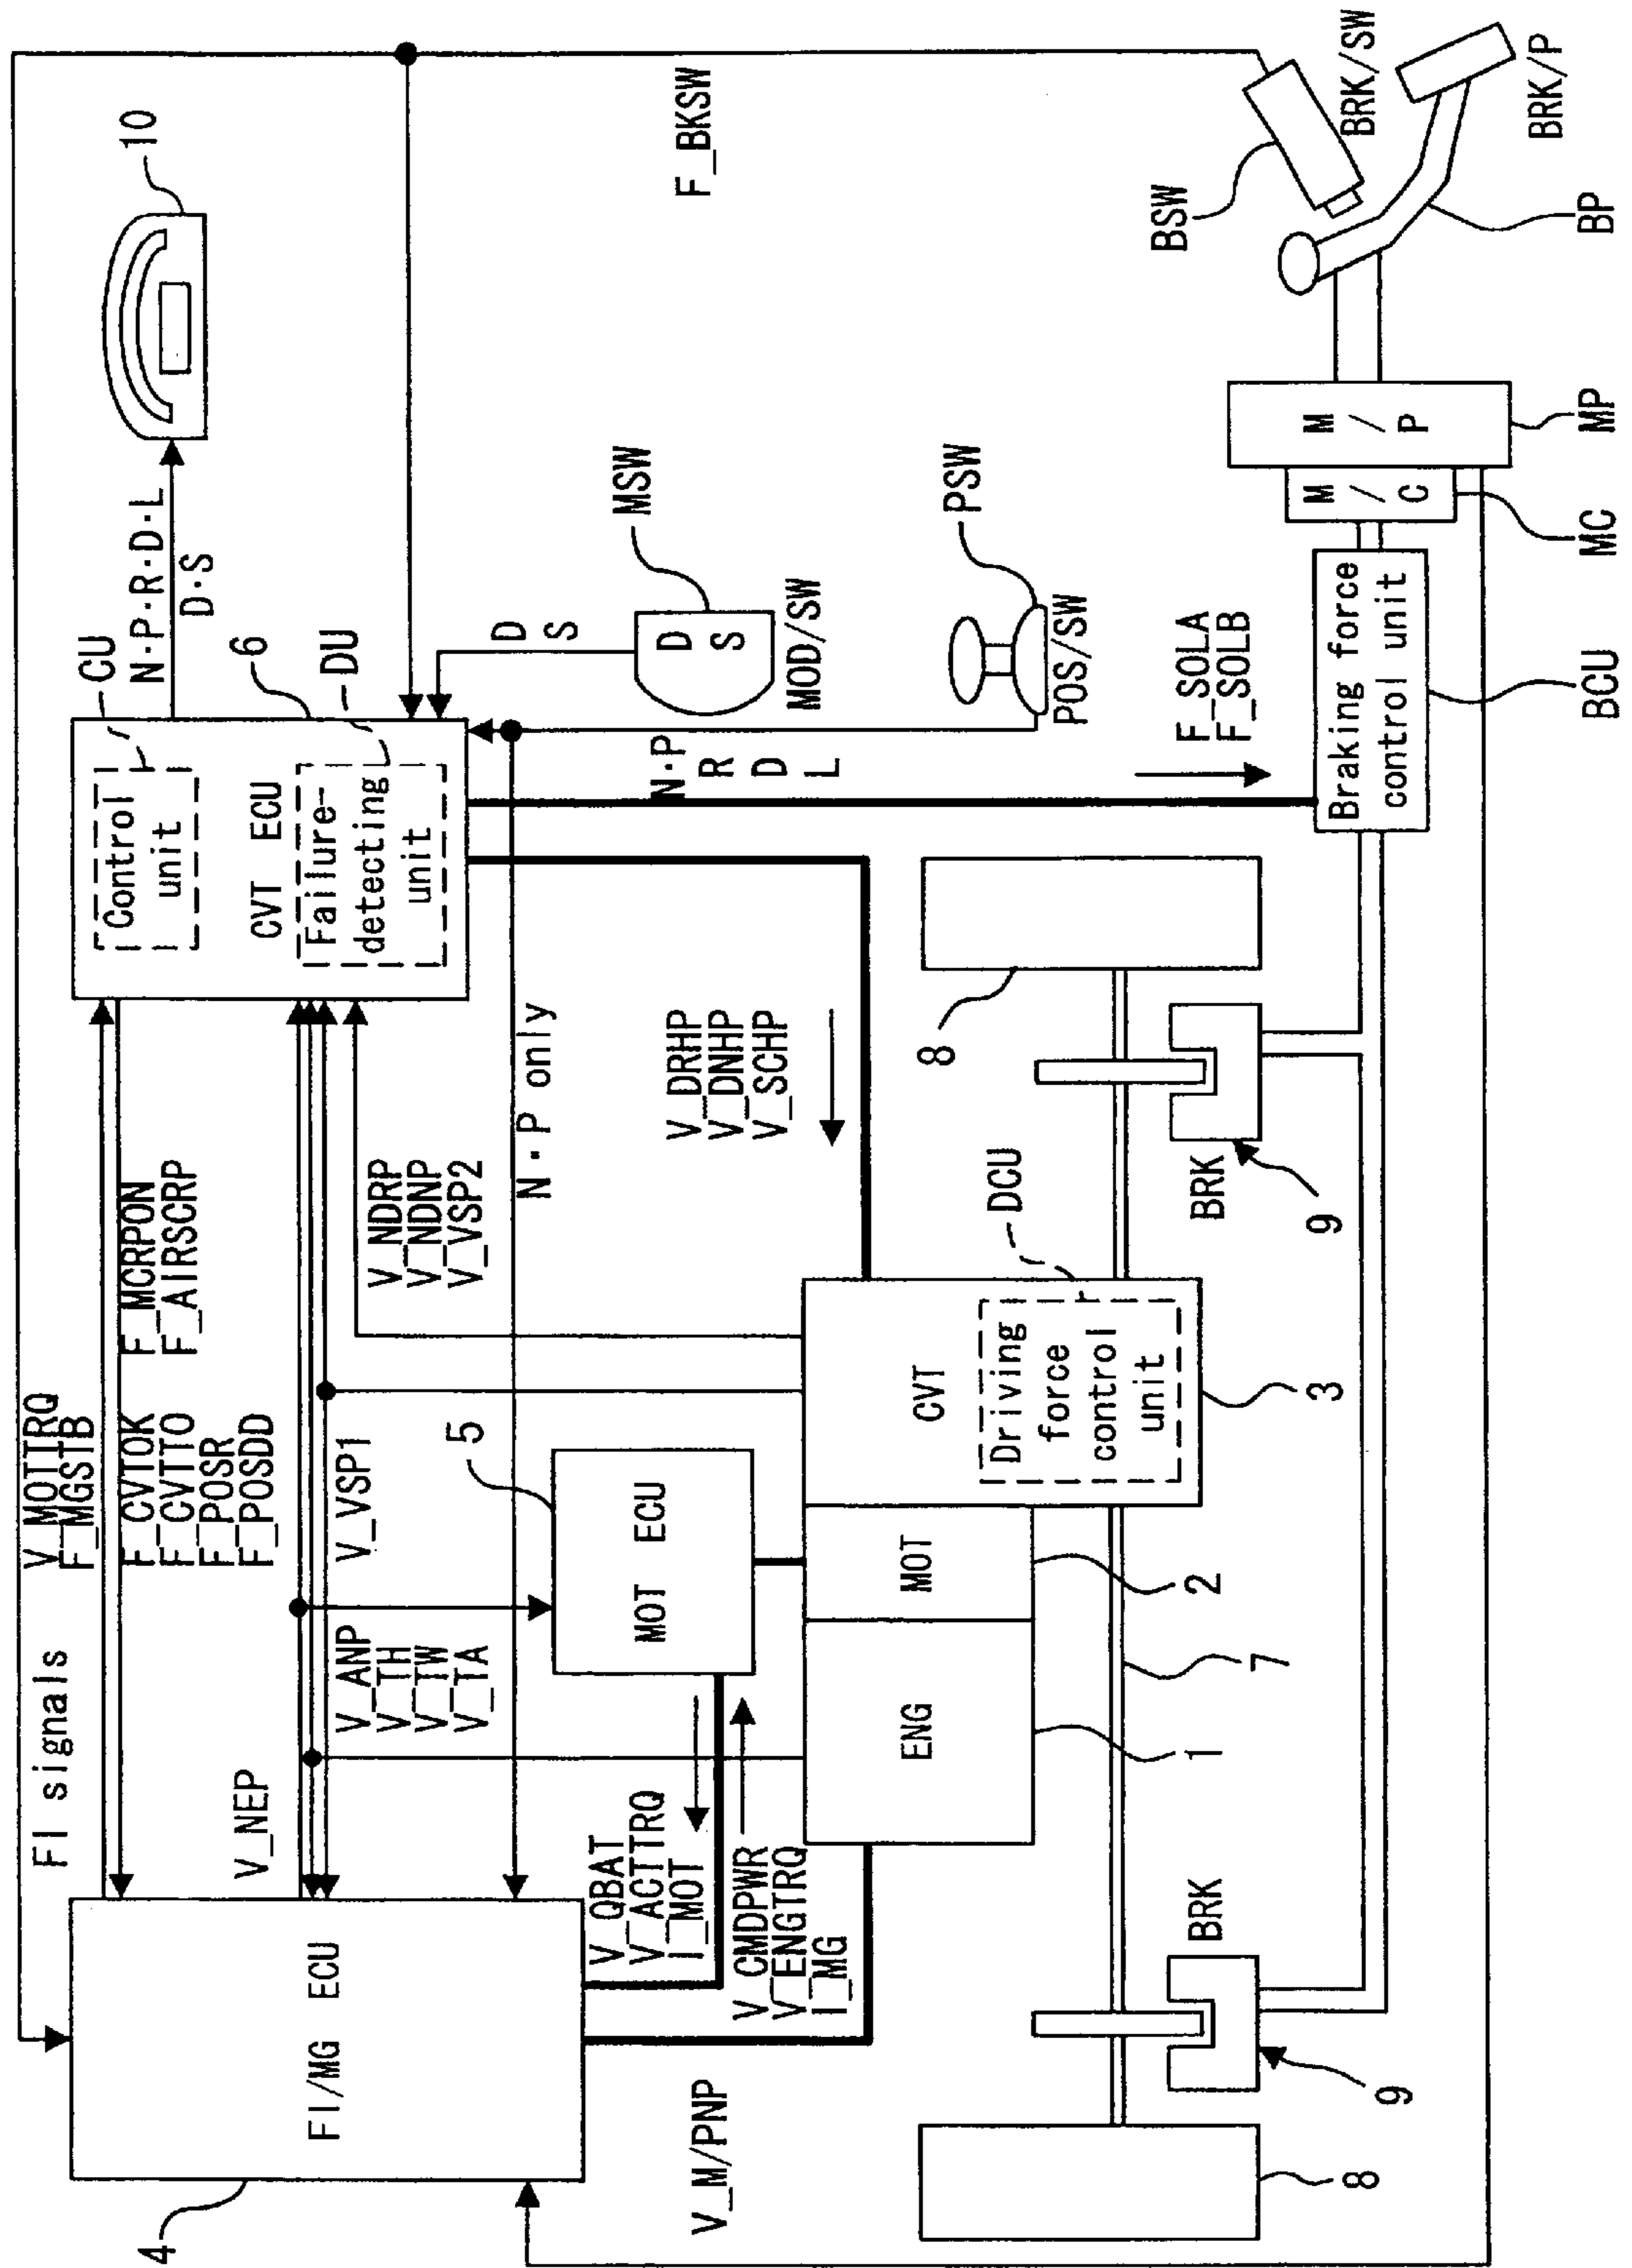 FI signals
V_MOTTRQ
F_MGSTB
F_CVTOK
F_CVTTO
F_POSR
F_POSDD
F_MCRPON
F_AIRSCRP
V_NEP
V_VSP1
V_ANP
V_TH
V_TW
V_TA
V_NDRP
V_NDNP
V_VSP2
N·P only
4
FI/MG ECU
CU
Control
unit
CVT ECU
6
DU
Failure-
detecting
unit
N·P·R·D·L
D·S
10
F_BKSW
D
S
MSW
D
S
MOD/SW
PSW
POS/SW
N·P
R
D
L
5
MOT ECU
V_QBAT
V_ACTTRQ
I_MOT
V_CMDPWR
V_ENGTRQ
I_MG
V_DRHP
V_DNHP
V_SCHP
F_SOLA
F_SOLB
ENG
1
MOT
2
CVT
DCU
Driving
force
control
unit
3
7
8
8
BRK
9
BRK
9
V_M/PNP
Braking force
control unit
BCU
M/C
MC
M/P
MP
BSW
BRK/SW
BRK/P
BP